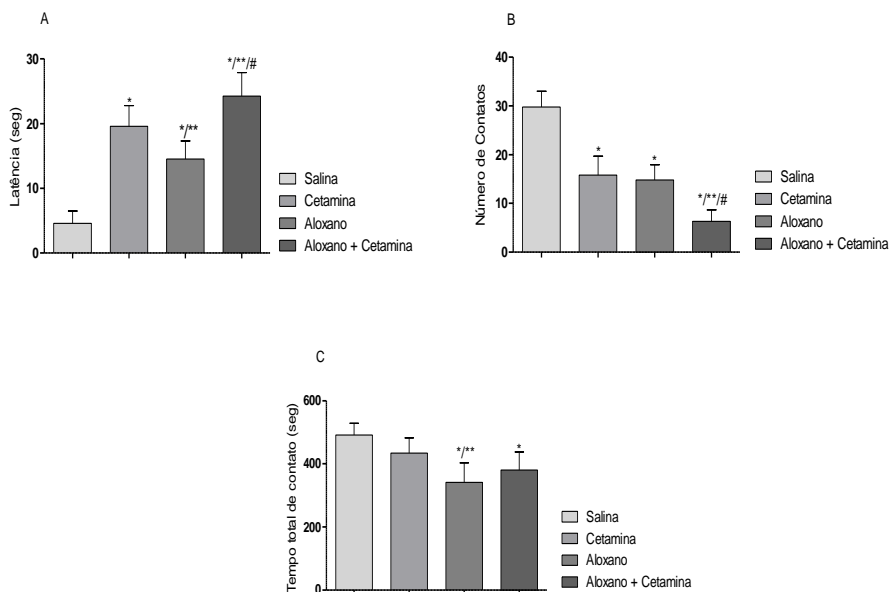 A
Latência (seg)
30
20
10
0
*
*/**
*/**/#
Salina
Cetamina
Aloxano
Aloxano + Cetamina
B
Número de Contatos
40
30
20
10
0
*
*
*/**/#
Salina
Cetamina
Aloxano
Aloxano + Cetamina
C
Tempo total de contato (seg)
600
400
200
0
*/**
*
Salina
Cetamina
Aloxano
Aloxano + Cetamina